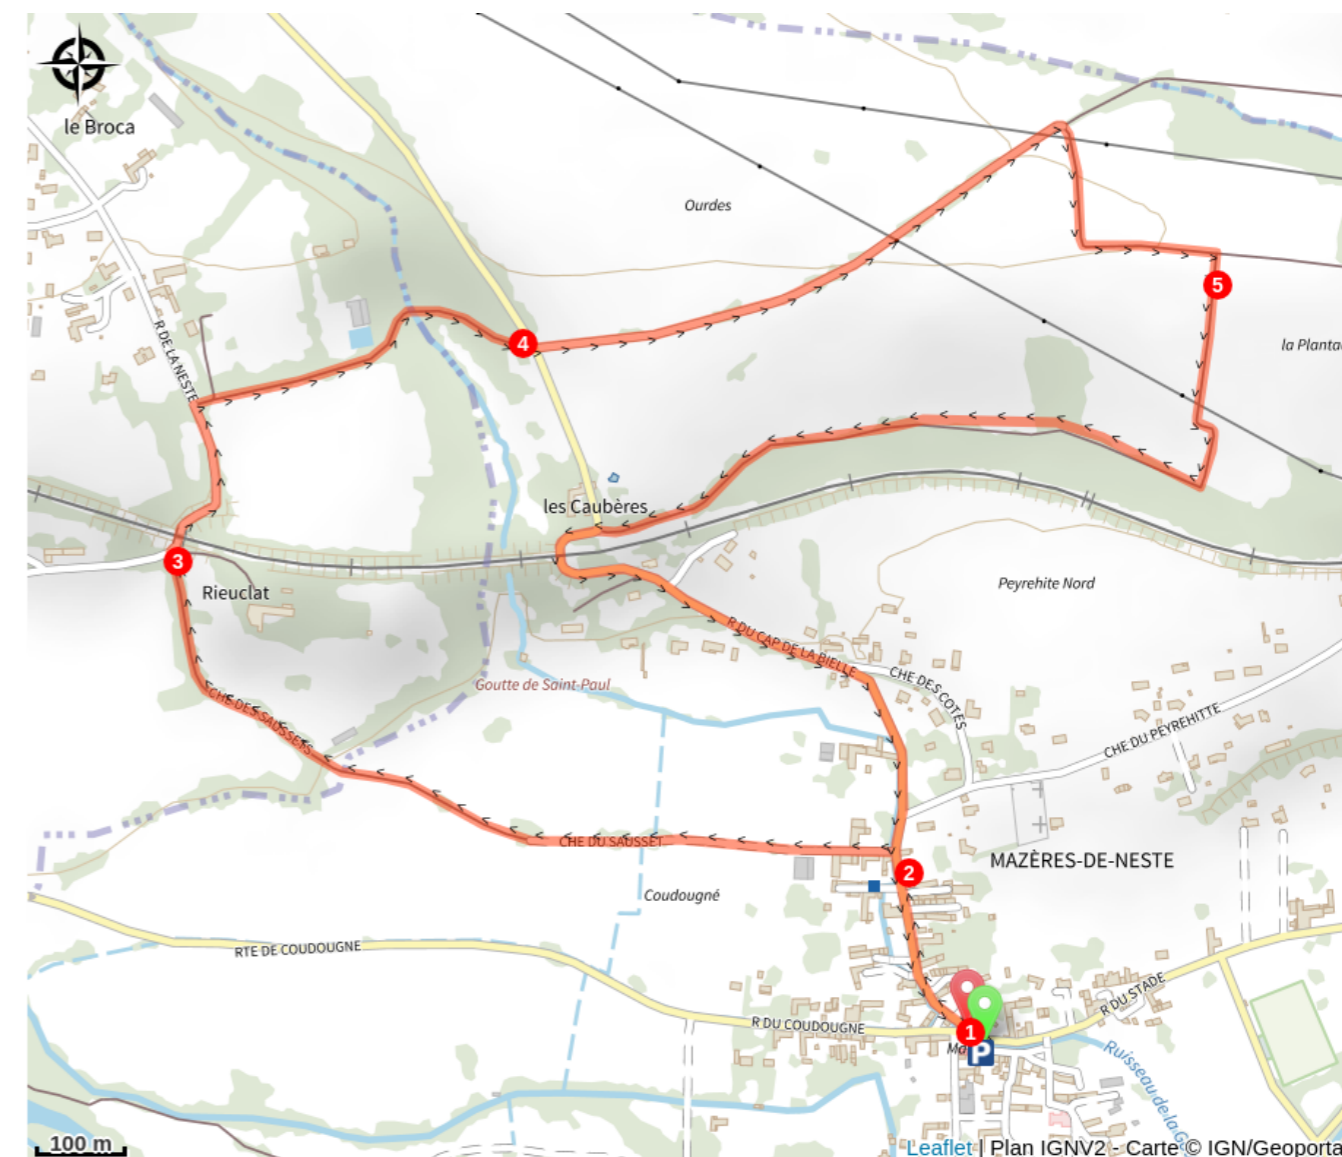 le Broca
Ourdes
5
R DE LA NESTE
4
la Planta
les Caubères
3
Rieuclat
Peyrehite Nord
R DU CAP DE LA BIELLE
Goutte de Saint-Paul
CHE DES COTES
CHE DES SAUSSETS
CHE DU PEYREHITTE
CHE DU SAUSSET
MAZÈRES-DE-NESTE
2
Coudougné
RTE DE COUDOUGNE
R DU STADE
R DU COUDOUGNE
1
Ma
P
Ruisseau de la G
100 m
Leaflet | Plan IGNV2 - Carte © IGN/Geoporta